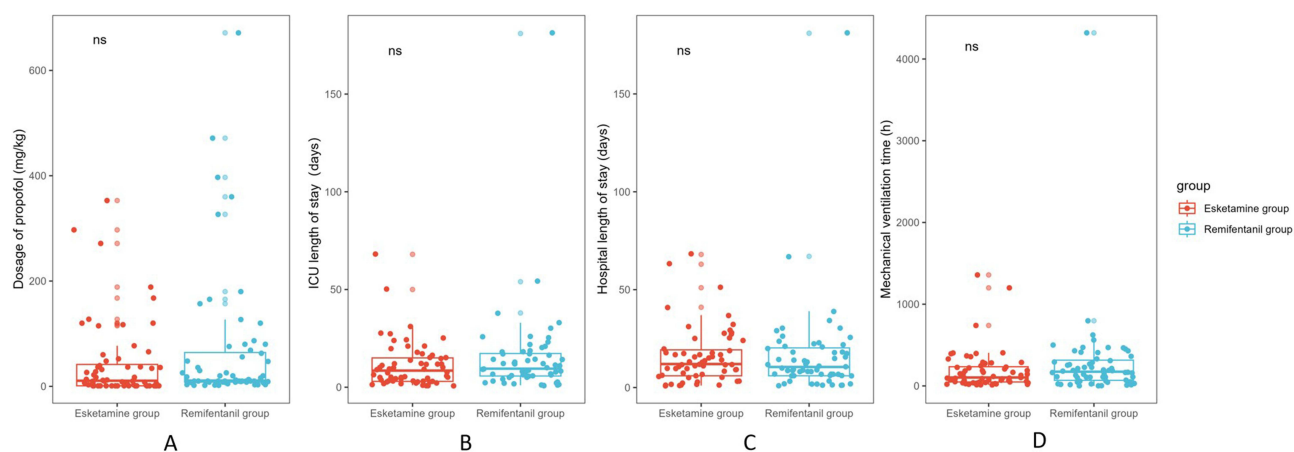 ns
Dosage of propofol (mg/kg)
600
400
200
0
Esketamine group
Remifentanil group
A
ns
ICU length of stay (days)
150
100
50
0
Esketamine group
Remifentanil group
B
ns
Hospital length of stay (days)
150
100
50
0
Esketamine group
Remifentanil group
C
ns
Mechanical ventilation time (h)
4000
3000
2000
1000
0
Esketamine group
Remifentanil group
D
group
Esketamine group
Remifentanil group